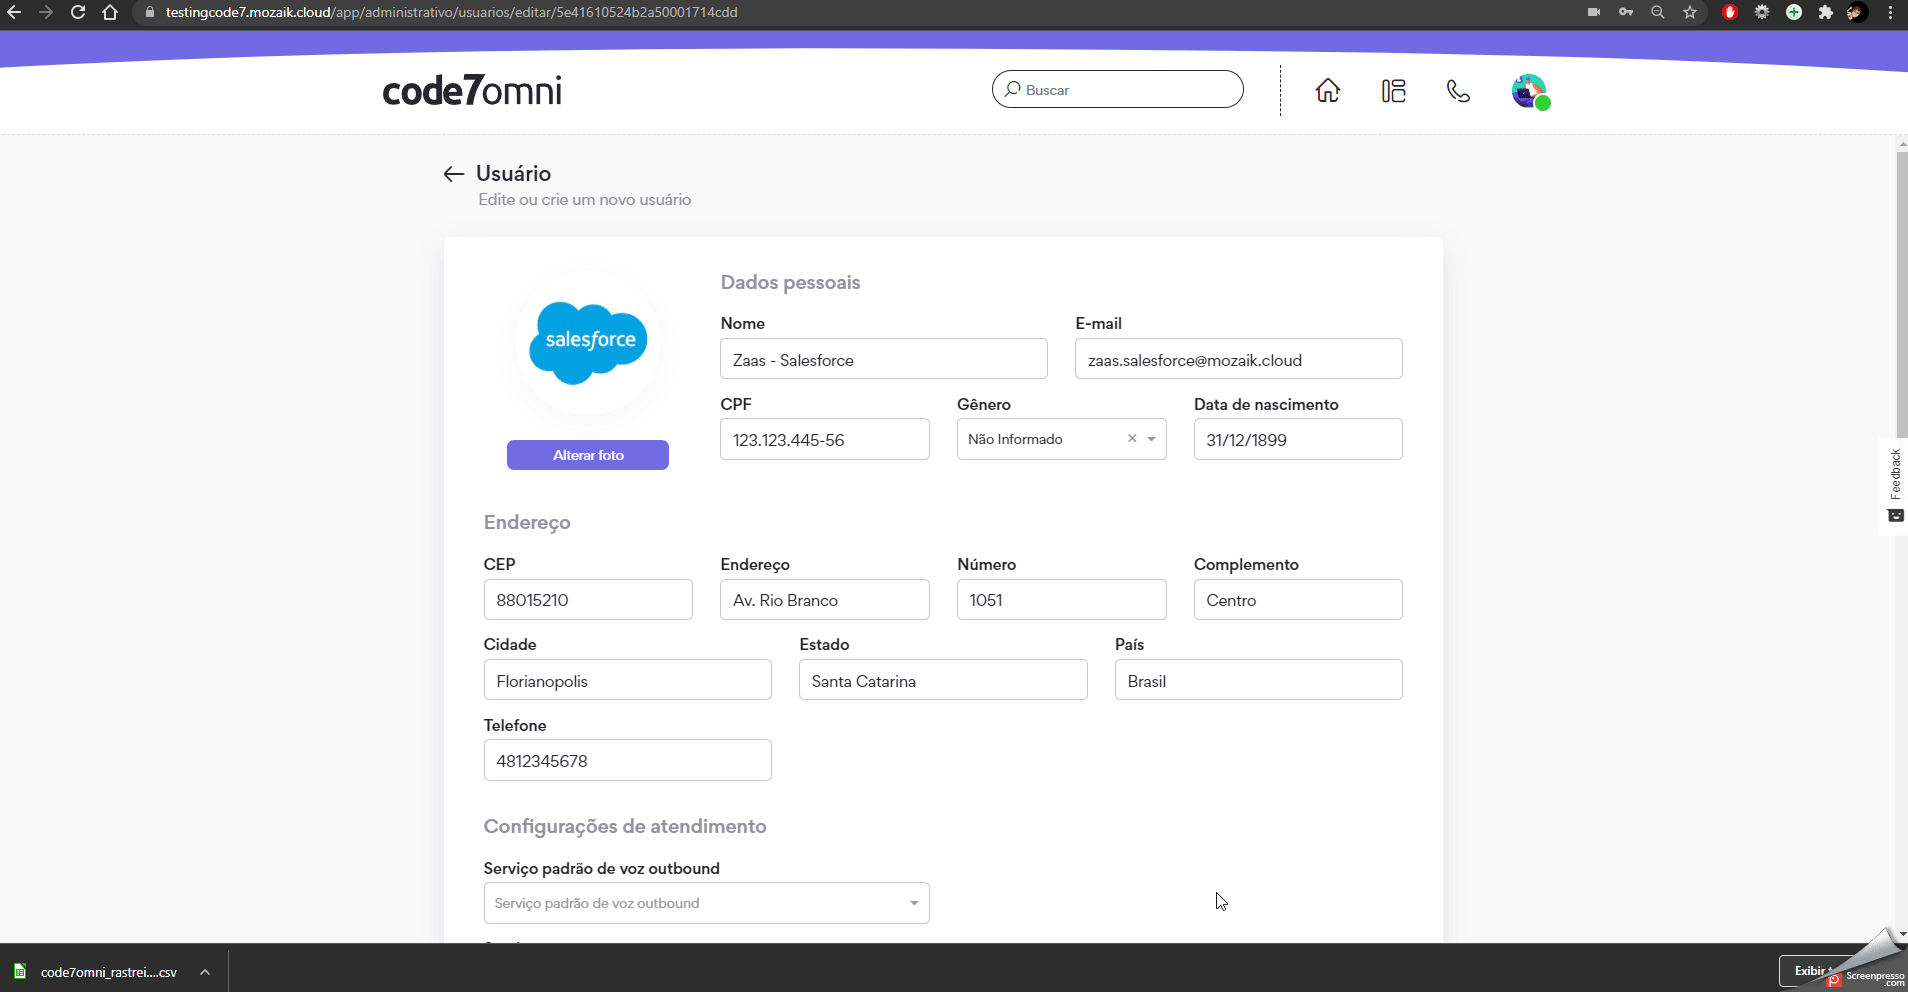 testingcode7.mozaik.cloud/app/administrativo/usuarios/editar/5e41610524b2a50001714cdd
code7omni
Buscar
Usuário
Edite ou crie um novo usuário
salesforce
Alterar foto
Dados pessoais
Nome
E-mail
Zaas - Salesforce
zaas.salesforce@mozaik.cloud
CPF
Gênero
Data de nascimento
123.123.445-56
Não Informado
31/12/1899
Feedback
Endereço
CEP
Endereço
Número
Complemento
88015210
Av. Rio Branco
1051
Centro
Cidade
Estado
País
Florianopolis
Santa Catarina
Brasil
Telefone
4812345678
Configurações de atendimento
Serviço padrão de voz outbound
Serviço padrão de voz outbound
code7omni_rastrei....csv
Exibir
Screenpresso
.com